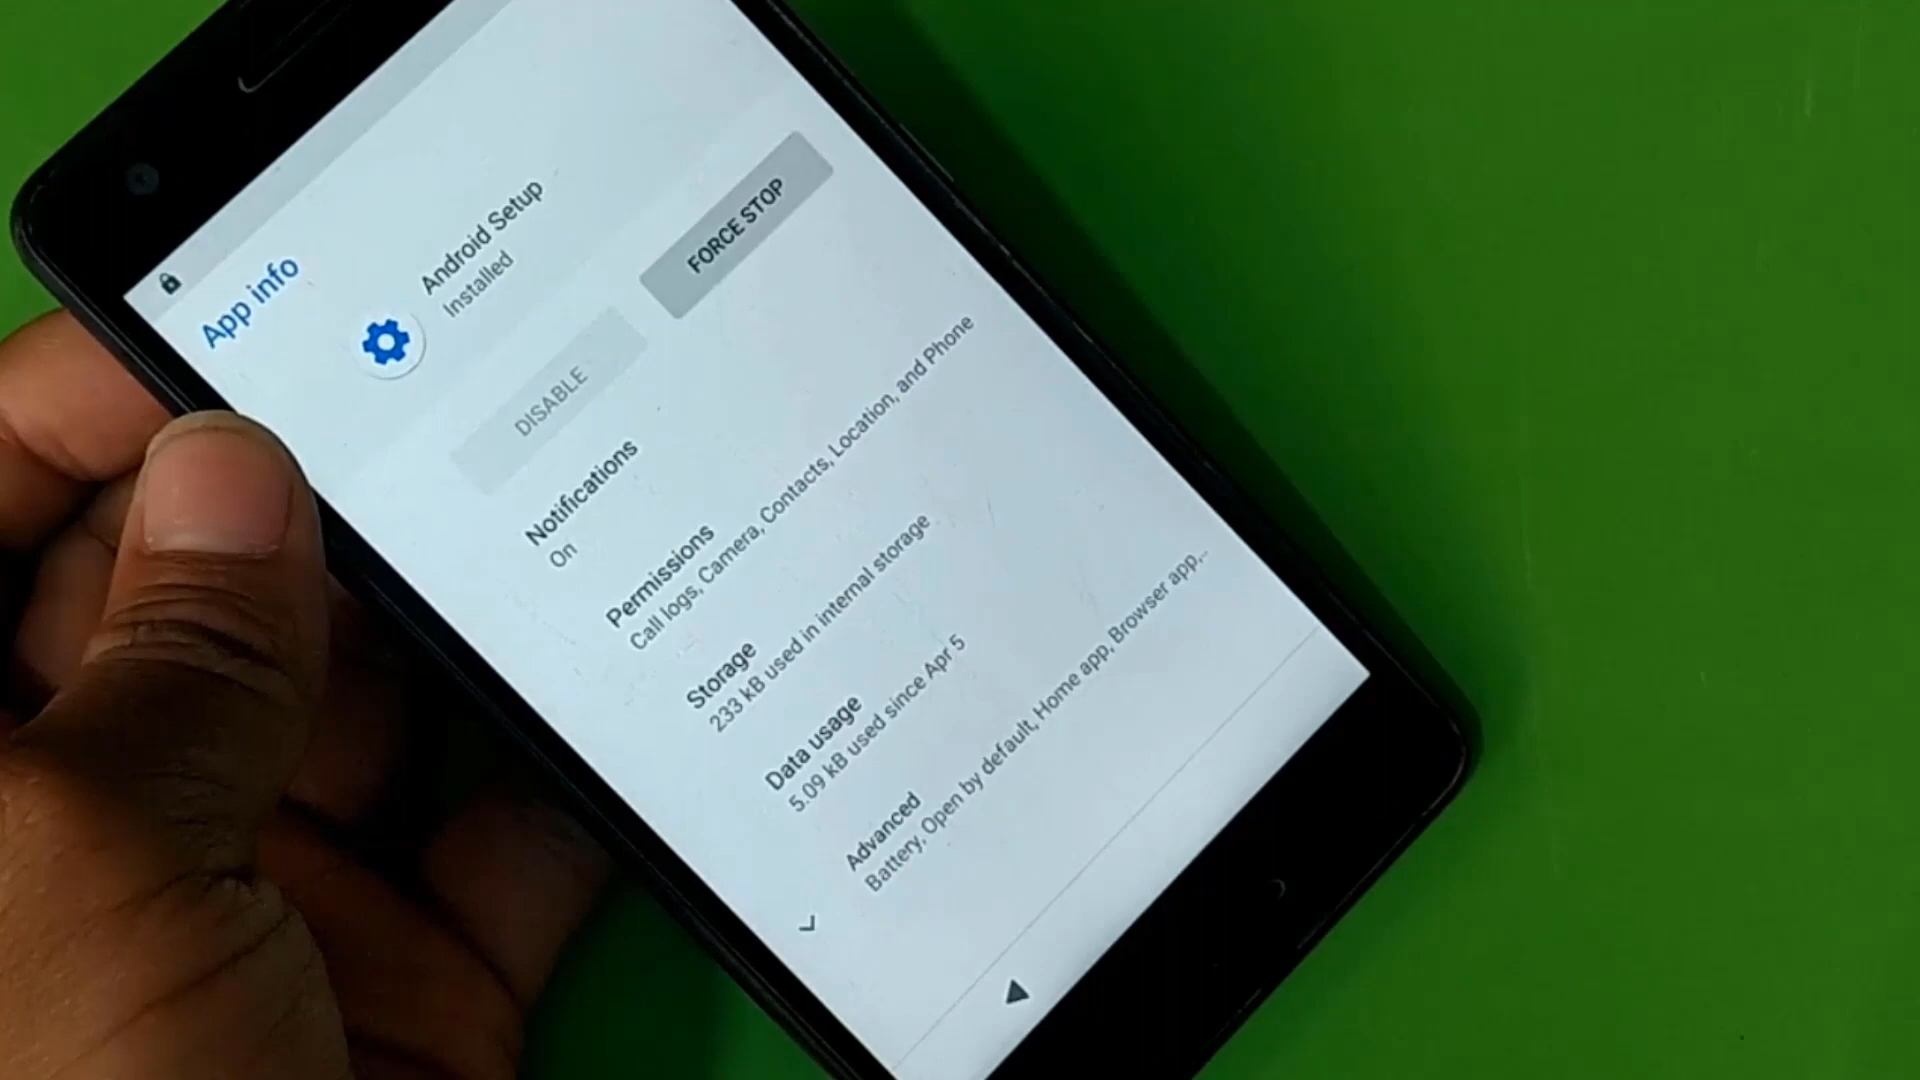 App info
Android Setup
Installed
DISABLE
FORCE STOP
Notifications
On
Permissions
Call logs, Camera, Contacts, Location, and Phone
Storage
233 kB used in internal storage
Data usage
5.09 kB used since Apr 5
Advanced
Battery, Open by default, Home app, Browser app,..